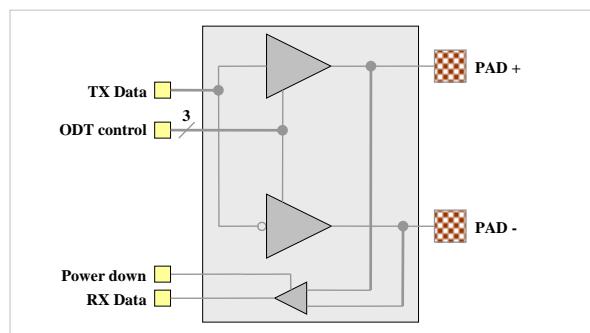 PAD +
TX Data
3
ODT control
PAD -
Power down
RX Data